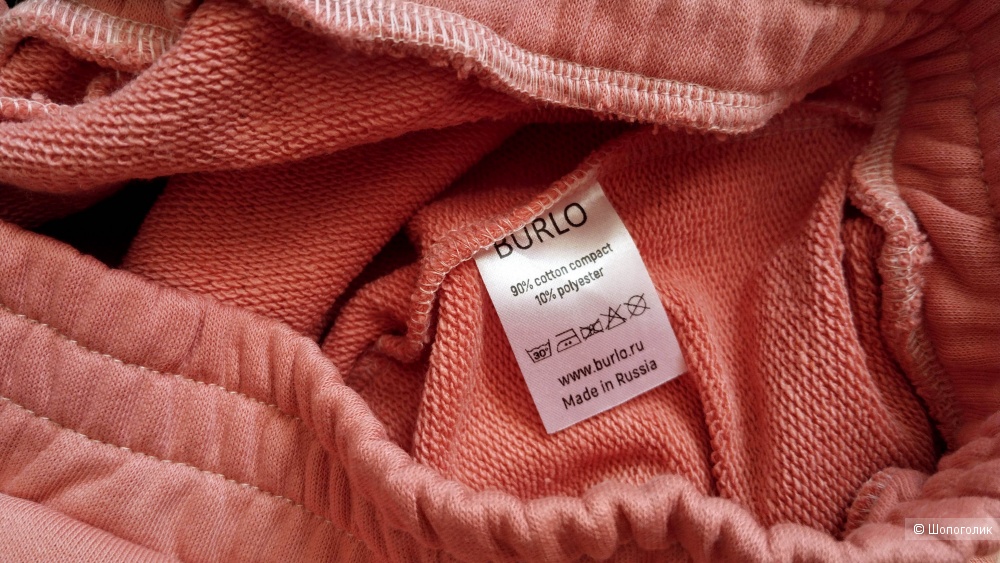 BURLO
90% cotton compact
10% polyester
30°
www.burlo.ru
Made in Russia
© Шопоголик